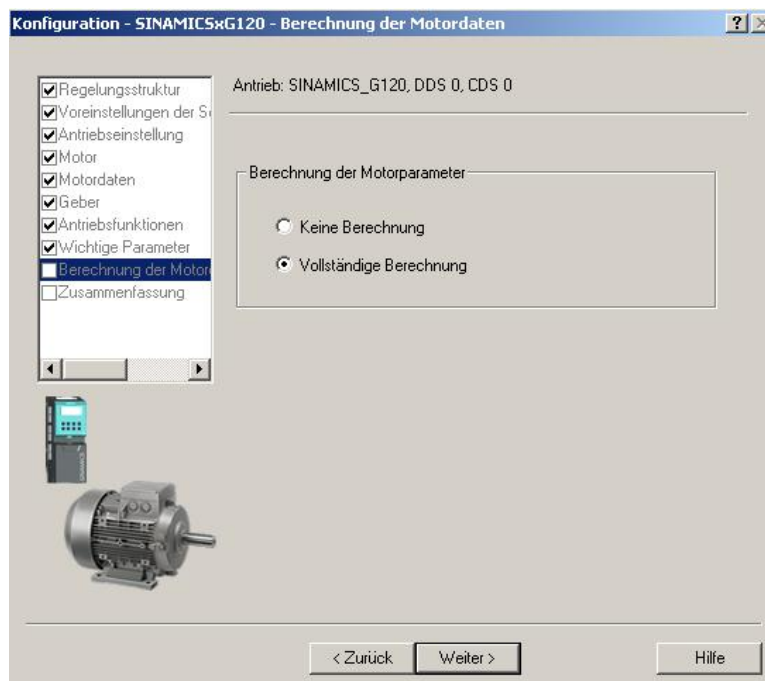 Konfiguration - SINAMICSxG120 - Berechnung der Motordaten
Regelungsstruktur
Voreinstellungen der S
Antriebseinstellung
Motor
Motordaten
Geber
Antriebsfunktionen
Wichtige Parameter
Berechnung der Motor
Zusammenfassung
Antrieb: SINAMICS_G120, DDS 0, CDS 0
Berechnung der Motorparameter
Keine Berechnung
Vollständige Berechnung
< Zurück
Weiter >
Hilfe